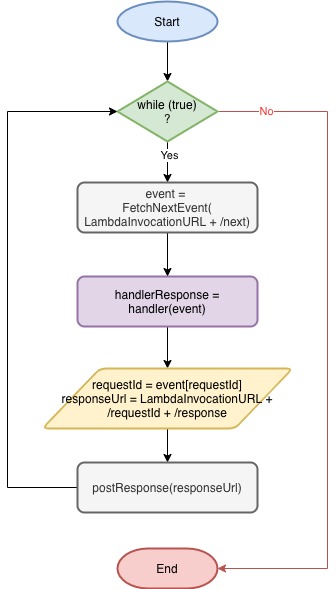 Start
while (true)
?
No
Yes
event =
FetchNextEvent(
LambdaInvocationURL + /next)
handlerResponse =
handler(event)
requestId = event[requestId]
responseUrl = LambdaInvocationURL +
/requestId + /response
postResponse(responseUrl)
End